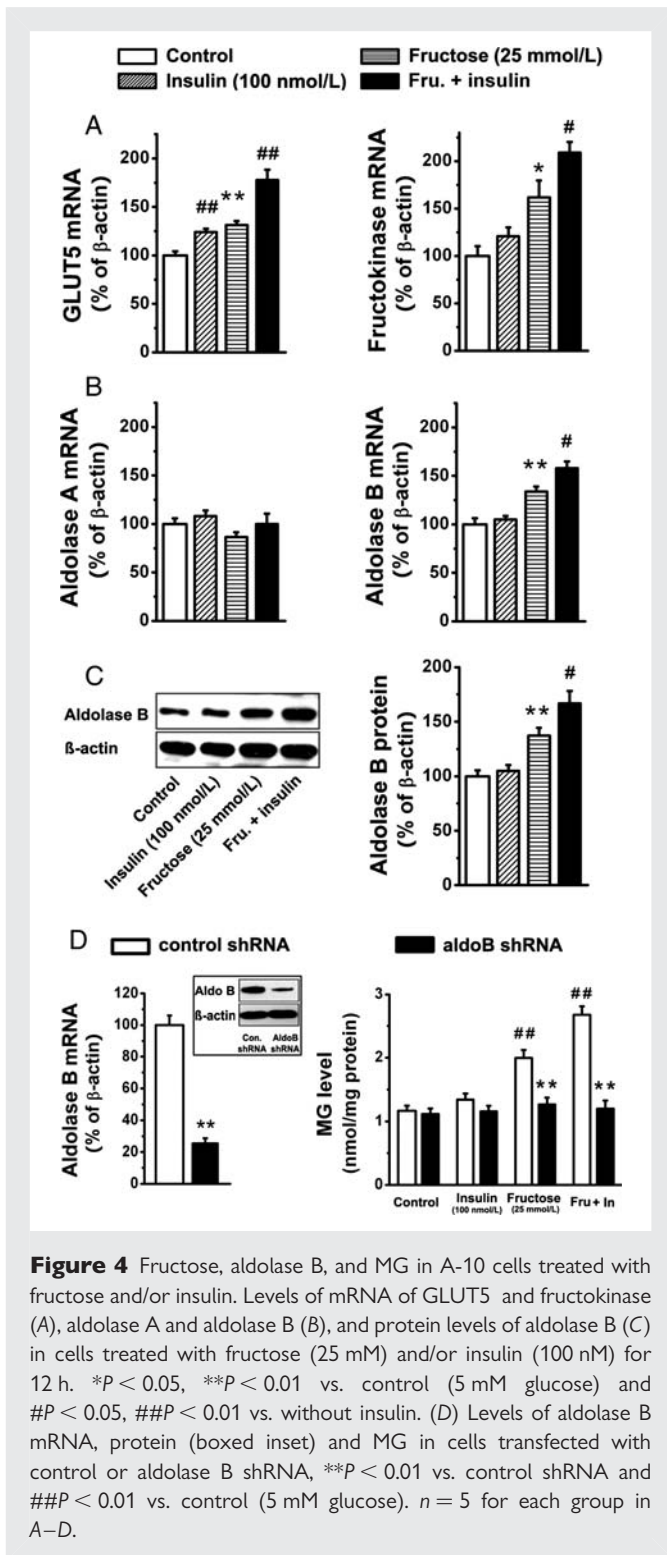 Control Fructose (25 mmol/L)
Insulin (100 nmol/L) Fru. + insulin
A
GLUT5 mRNA
(% of β-actin)
200
150
100
50
0
##
**
##
Fructokinase mRNA
(% of β-actin)
200
150
100
50
0
*
#
B
Aldolase A mRNA
(% of β-actin)
200
150
100
50
0
Aldolase B mRNA
(% of β-actin)
200
150
100
50
0
**
#
C
Aldolase B
ß-actin
Control
Insulin (100 nmol/L)
Fructose (25 mmol/L)
Fru. + insulin
Aldolase B protein
(% of β-actin)
200
150
100
50
0
**
#
D control shRNA aldoB shRNA
Aldolase B mRNA
(% of β-actin)
120
100
80
60
40
20
0
**
Aldo B
ß-actin
Con. AldoB
shRNA shRNA
MG level
(nmol/mg protein)
3
2
1
0
##
**
##
**
Control Insulin Fructose Fru + In
(100 nmol/L) (25 mmol/L)
Figure 4 Fructose, aldolase B, and MG in A-10 cells treated with
fructose and/or insulin. Levels of mRNA of GLUT5 and fructokinase
(A), aldolase A and aldolase B (B), and protein levels of aldolase B (C)
in cells treated with fructose (25 mM) and/or insulin (100 nM) for
12 h. *P < 0.05, **P < 0.01 vs. control (5 mM glucose) and
#P < 0.05, ##P < 0.01 vs. without insulin. (D) Levels of aldolase B
mRNA, protein (boxed inset) and MG in cells transfected with
control or aldolase B shRNA, **P < 0.01 vs. control shRNA and
##P < 0.01 vs. control (5 mM glucose). n = 5 for each group in
A–D.